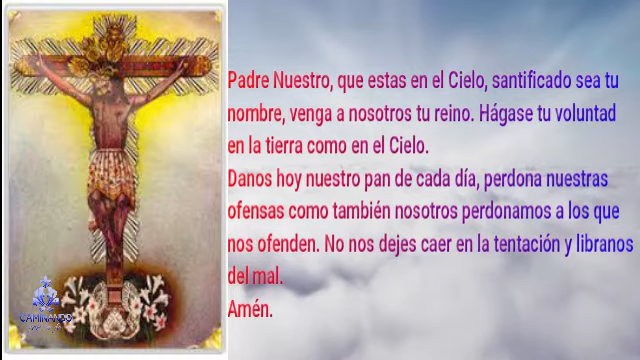 Padre Nuestro, que estas en el Cielo, santificado sea tu
nombre, venga a nosotros tu reino. Hágase tu voluntad
en la tierra como en el Cielo.
Danos hoy nuestro pan de cada día, perdona nuestras
ofensas como también nosotros perdonamos a los que
nos ofenden. No nos dejes caer en la tentación y libranos
del mal.
Amén.
CAMINANDO